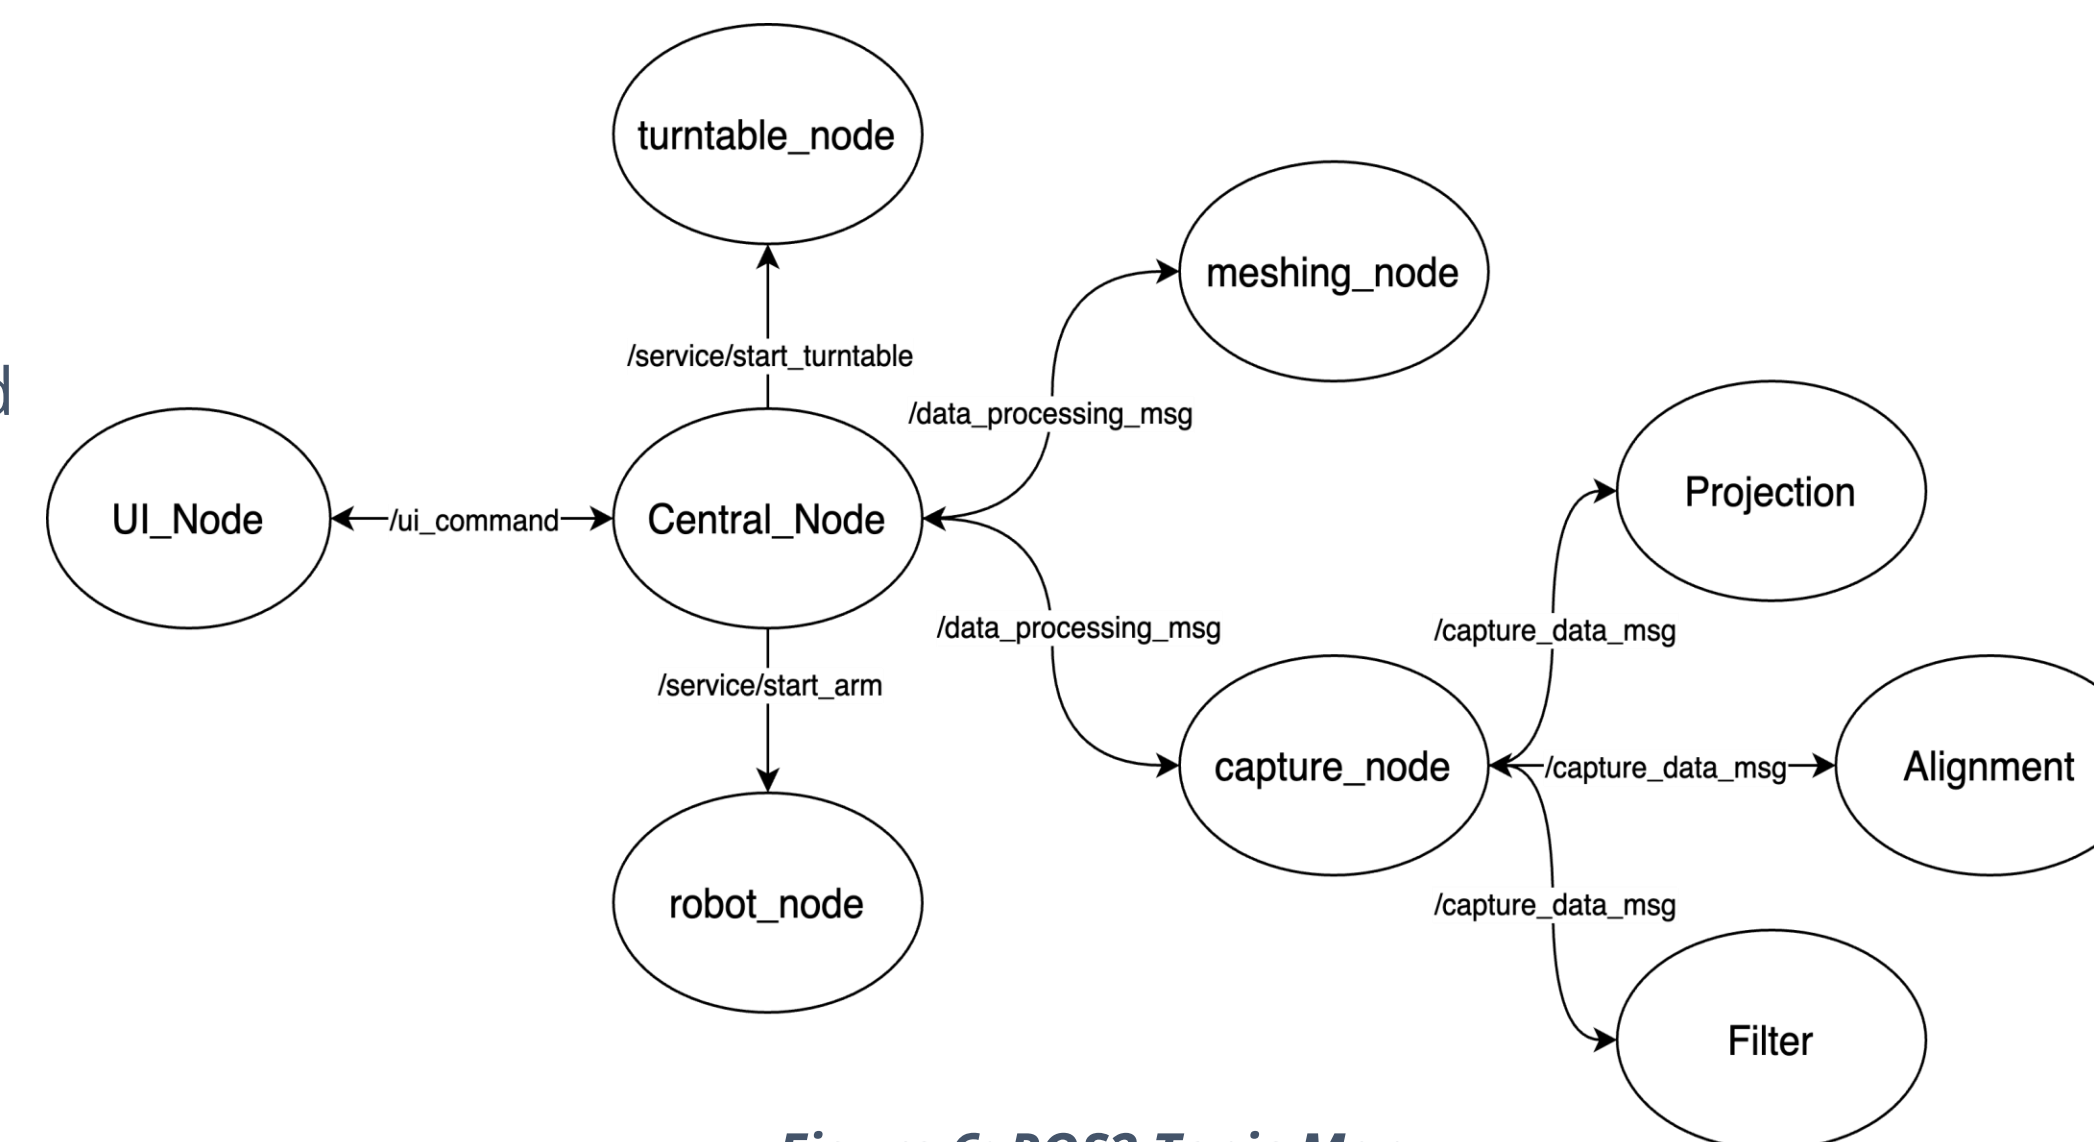 turntable_node
meshing_node
/service/start_turntable
/data_processing_msg
UI_Node
/ui_command
Central_Node
Projection
/data_processing_msg
/capture_data_msg
/service/start_arm
capture_node
/capture_data_msg
Alignment
robot_node
/capture_data_msg
Filter